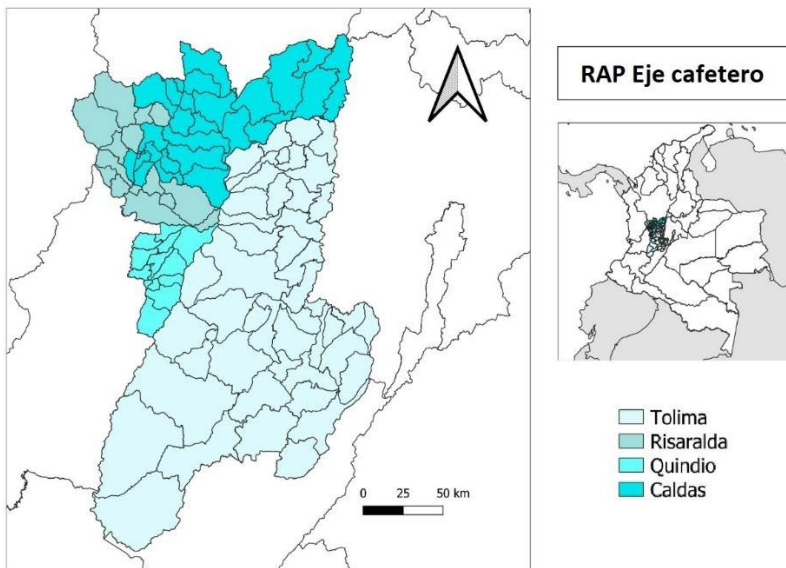 RAP Eje cafetero
Tolima
Risaralda
Quindio
Caldas
0 25 50 km